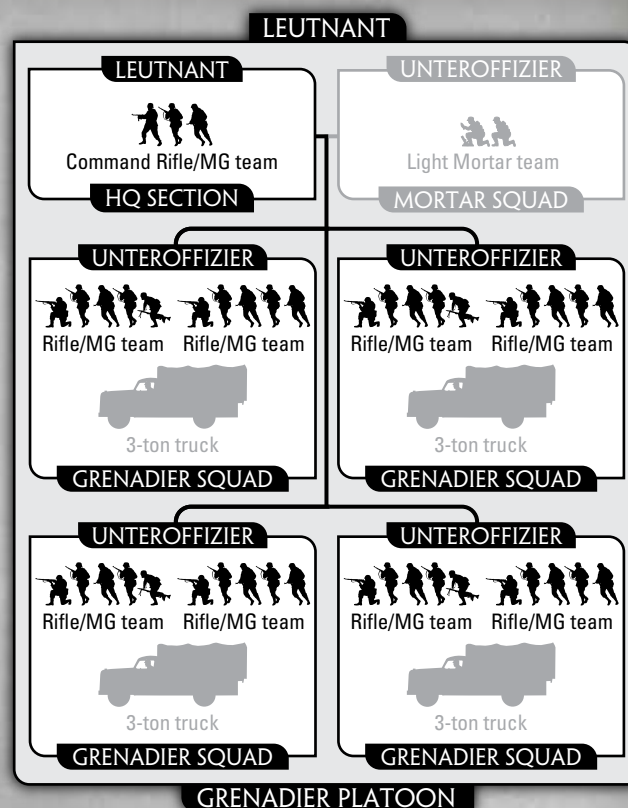 LEUTNANT
LEUTNANT
Command Rifle/MG team
HQ SECTION
UNTEROFFIZIER
Light Mortar team
MORTAR SQUAD
UNTEROFFIZIER
Rifle/MG team Rifle/MG team
3-ton truck
GRENADIER SQUAD
UNTEROFFIZIER
Rifle/MG team Rifle/MG team
3-ton truck
GRENADIER SQUAD
UNTEROFFIZIER
Rifle/MG team Rifle/MG team
3-ton truck
GRENADIER SQUAD
UNTEROFFIZIER
Rifle/MG team Rifle/MG team
3-ton truck
GRENADIER SQUAD
GRENADIER PLATOON